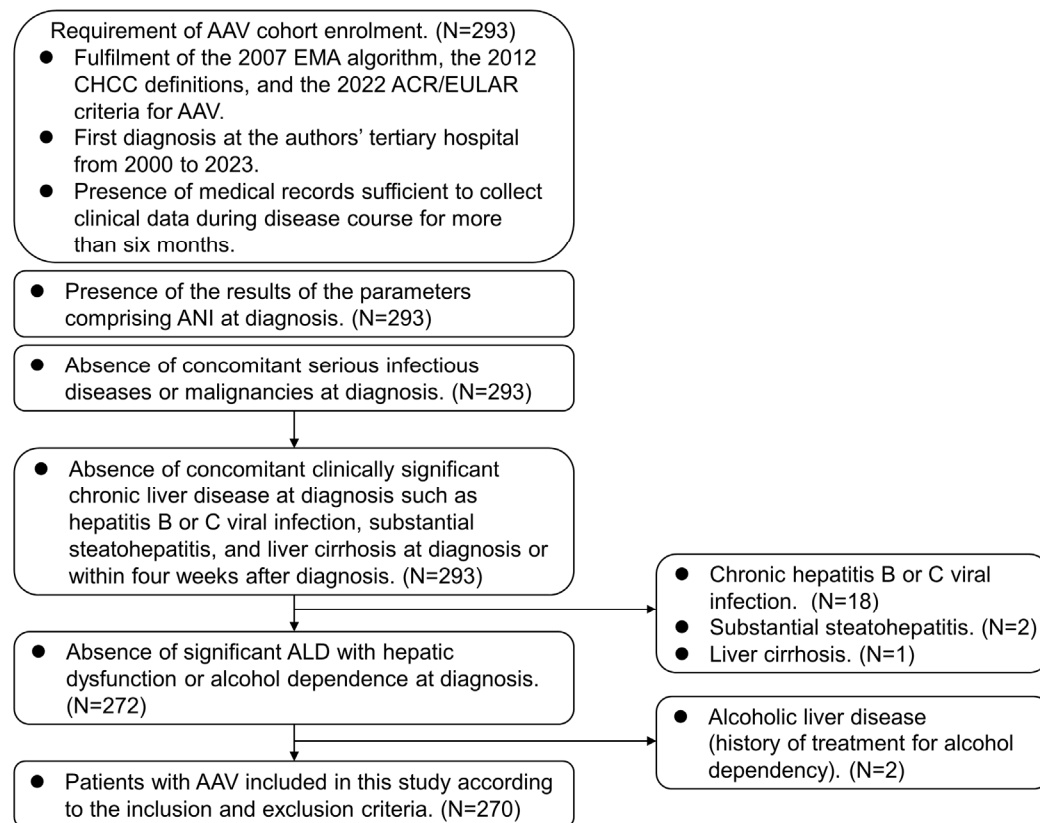 Requirement of AAV cohort enrolment. (N=293)
● Fulfilment of the 2007 EMA algorithm, the 2012
CHCC definitions, and the 2022 ACR/EULAR
criteria for AAV.
● First diagnosis at the authors' tertiary hospital
from 2000 to 2023.
● Presence of medical records sufficient to collect
clinical data during disease course for more
than six months.
● Presence of the results of the parameters
comprising ANI at diagnosis. (N=293)
● Absence of concomitant serious infectious
diseases or malignancies at diagnosis. (N=293)
● Absence of concomitant clinically significant
chronic liver disease at diagnosis such as
hepatitis B or C viral infection, substantial
steatohepatitis, and liver cirrhosis at diagnosis or
within four weeks after diagnosis. (N=293)
● Chronic hepatitis B or C viral
infection. (N=18)
● Substantial steatohepatitis. (N=2)
● Liver cirrhosis. (N=1)
● Absence of significant ALD with hepatic
dysfunction or alcohol dependence at diagnosis.
(N=272)
● Alcoholic liver disease
(history of treatment for alcohol
dependency). (N=2)
● Patients with AAV included in this study according
to the inclusion and exclusion criteria. (N=270)